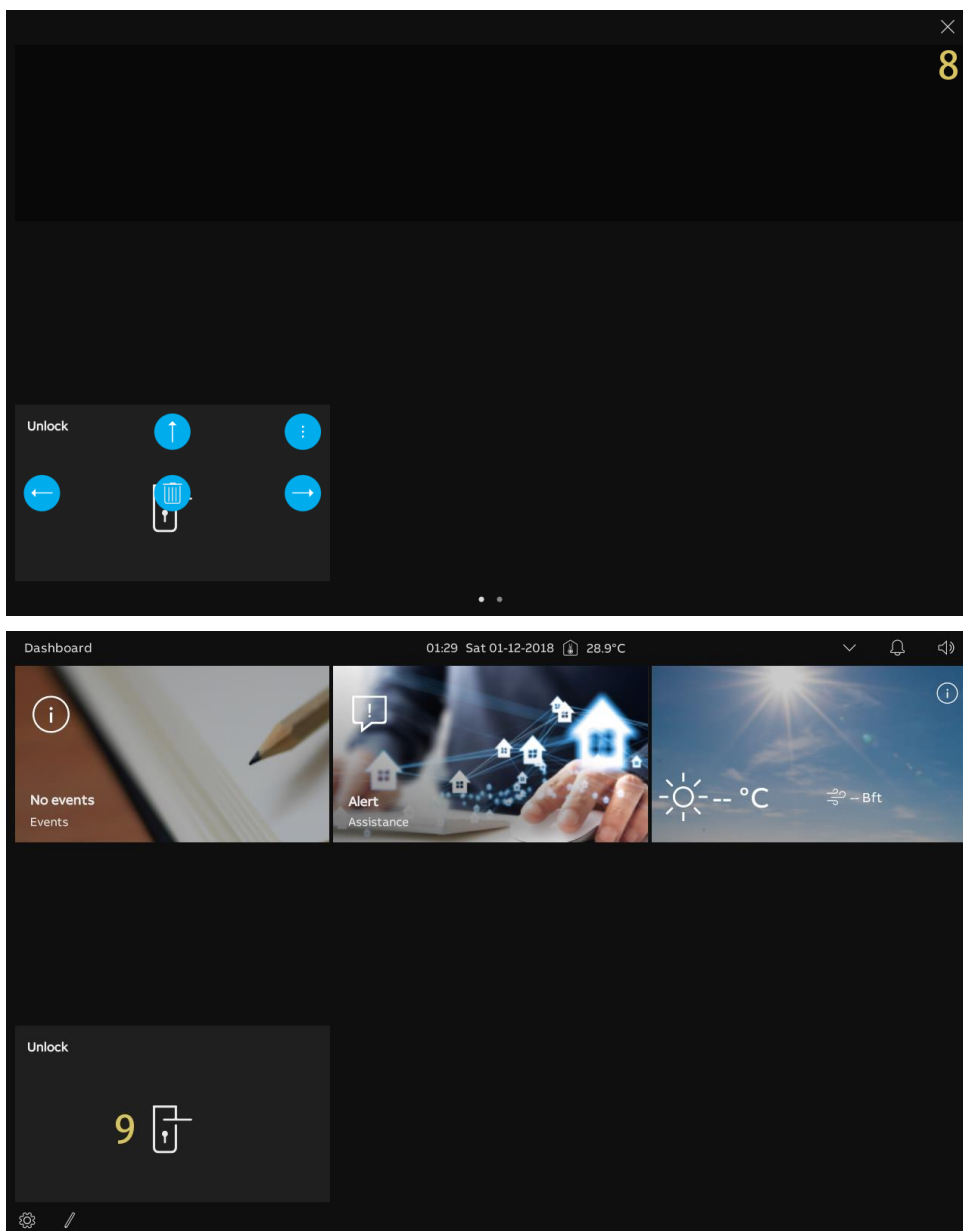 8
Unlock
Dashboard
01:29 Sat 01-12-2018 28.9°C
No events
Events
Alert
Assistance
-- °C
-- Bft
Unlock
9